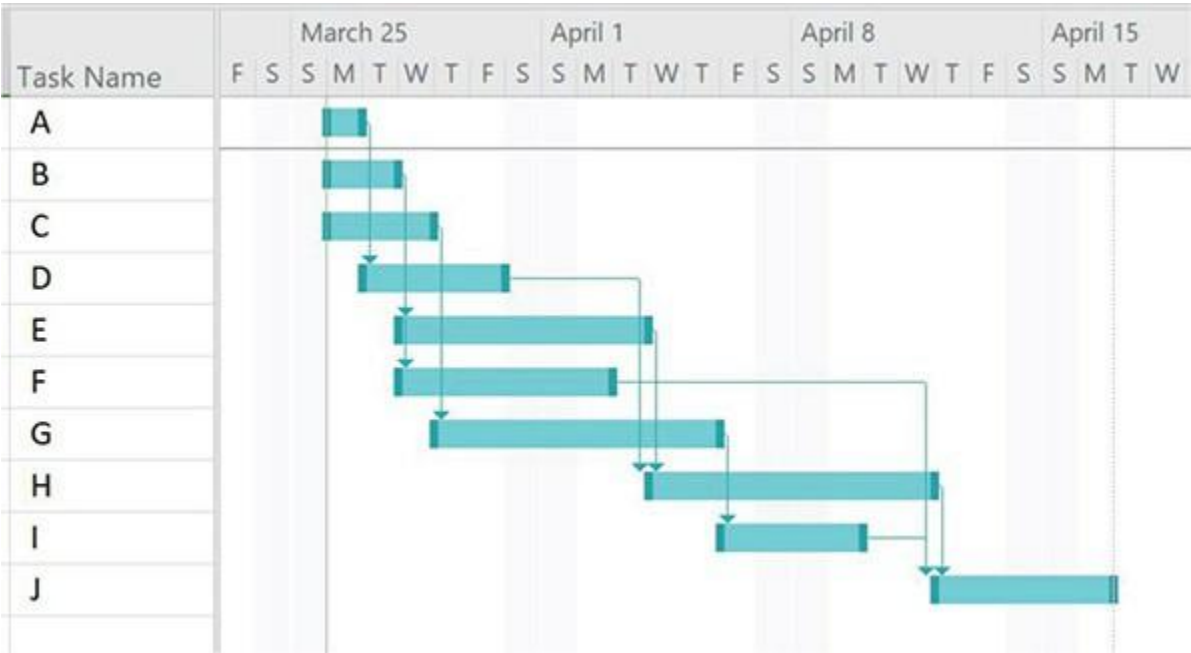 March 25 April 1 April 8 April 15
Task Name F S S M T W T F S S M T W T F S S M T W T F S S M T W
A
B
C
D
E
F
G
H
I
J